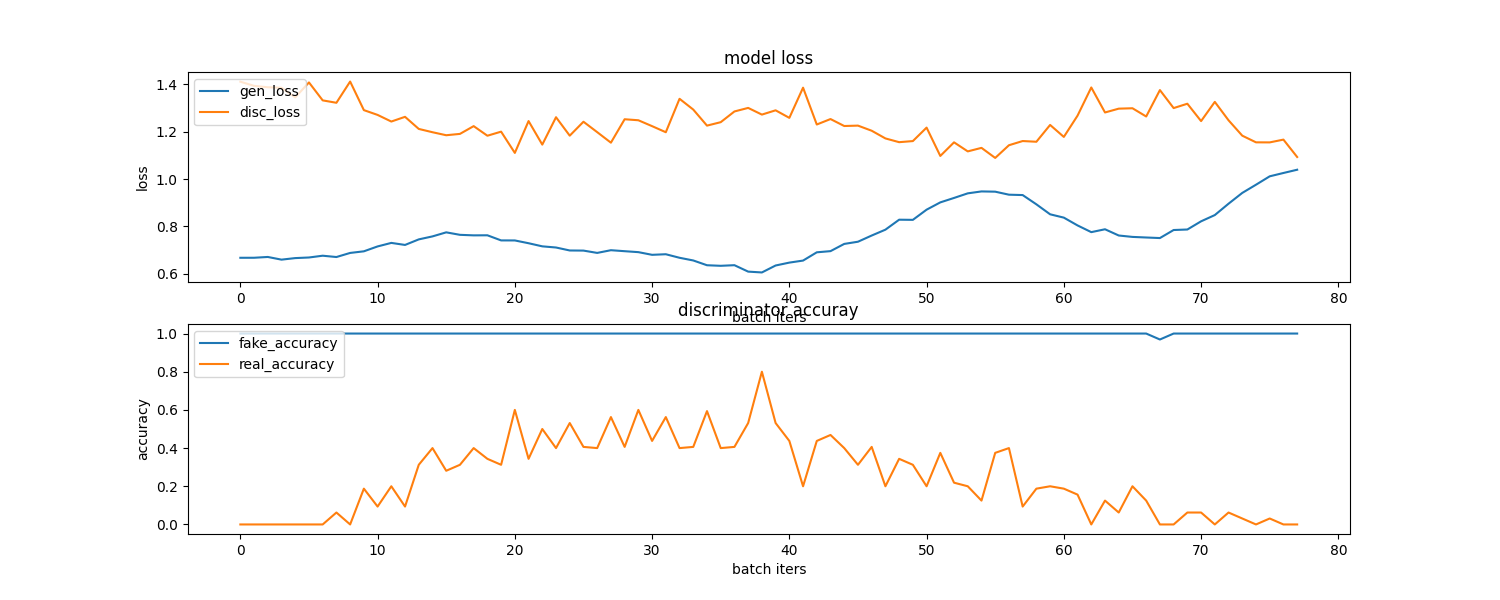 model loss
1.4
1.2
1.0
0.8
0.6
loss
gen_loss
disc_loss
0 10 20 30 40 50 60 70 80
batch iters
discriminator accuray
1.0
0.8
0.6
0.4
0.2
0.0
accuracy
fake_accuracy
real_accuracy
0 10 20 30 40 50 60 70 80
batch iters